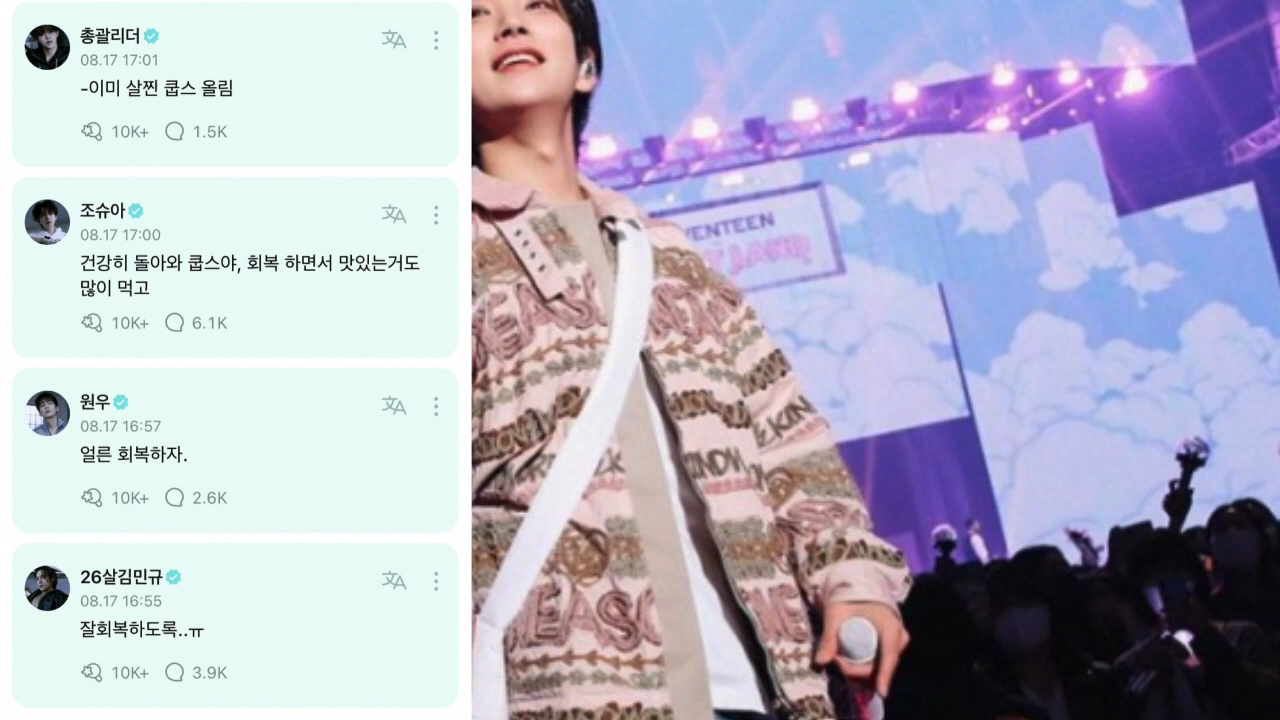 총괄리더
08.17 17:01
-이미 살찐 쿱스 올림
10K+ 1.5K
조슈아
08.17 17:00
건강히 돌아와 쿱스야, 회복 하면서 맛있는거도
많이 먹고
10K+ 6.1K
원우
08.17 16:57
얼른 회복하자.
10K+ 2.6K
26살김민규
08.17 16:55
잘회복하도록..ㅠ
10K+ 3.9K
VENTEEN